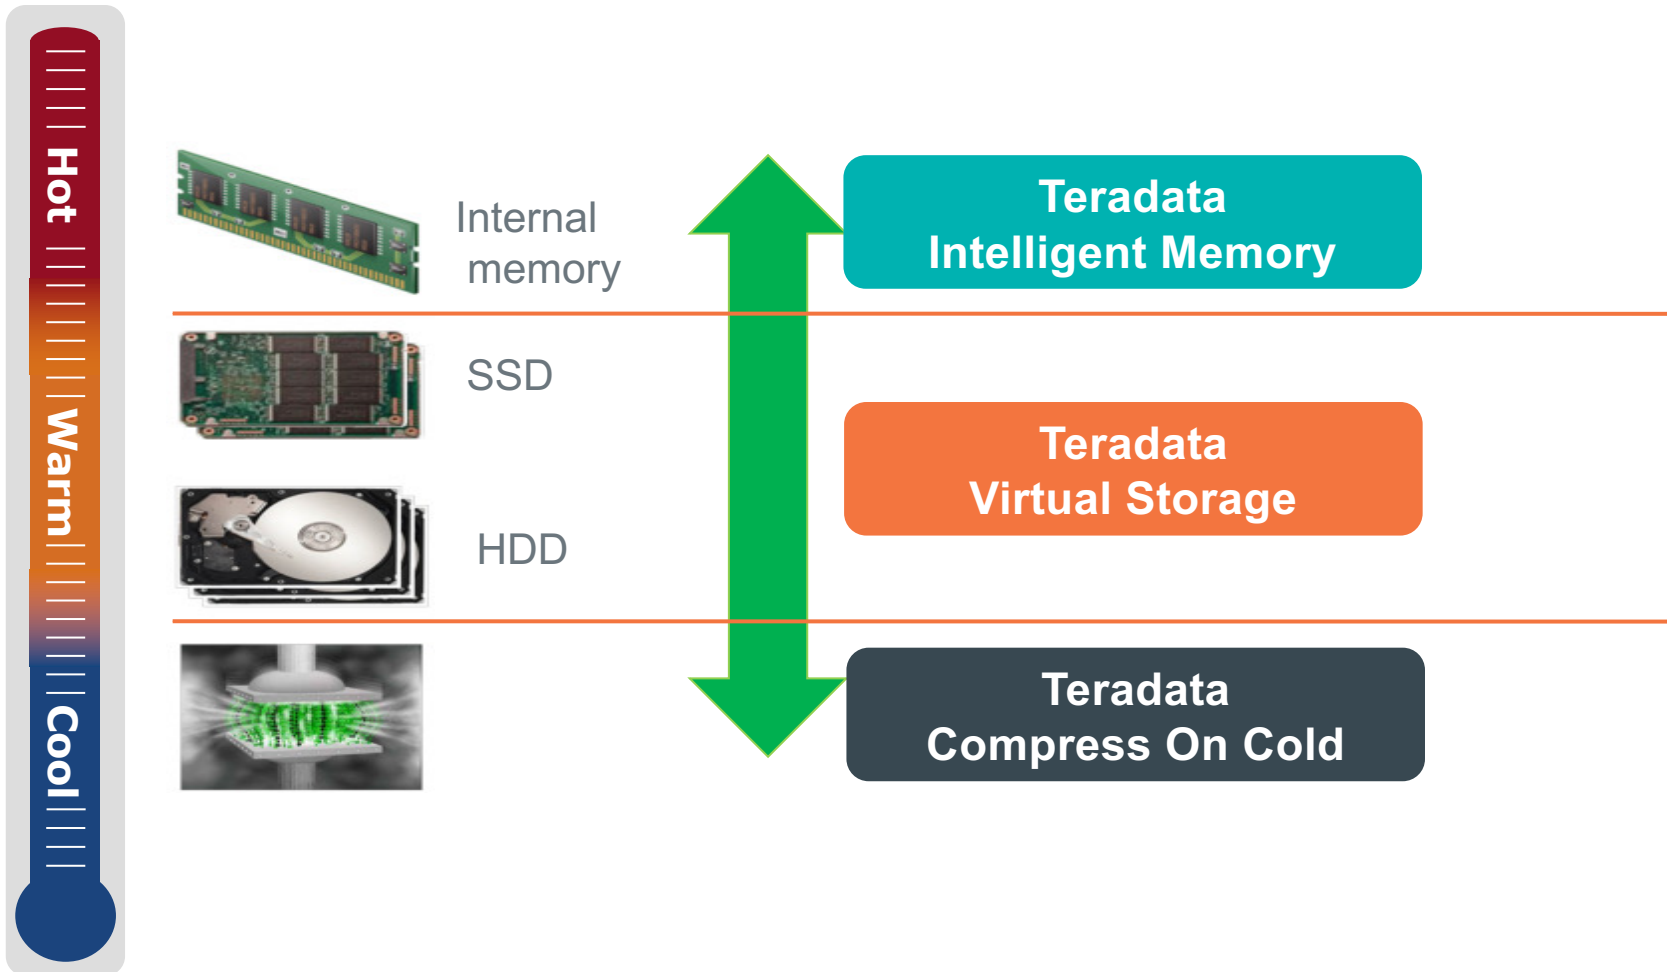 Hot
Warm
Cool
Internal
memory
SSD
HDD
Teradata
Intelligent Memory
Teradata
Virtual Storage
Teradata
Compress On Cold